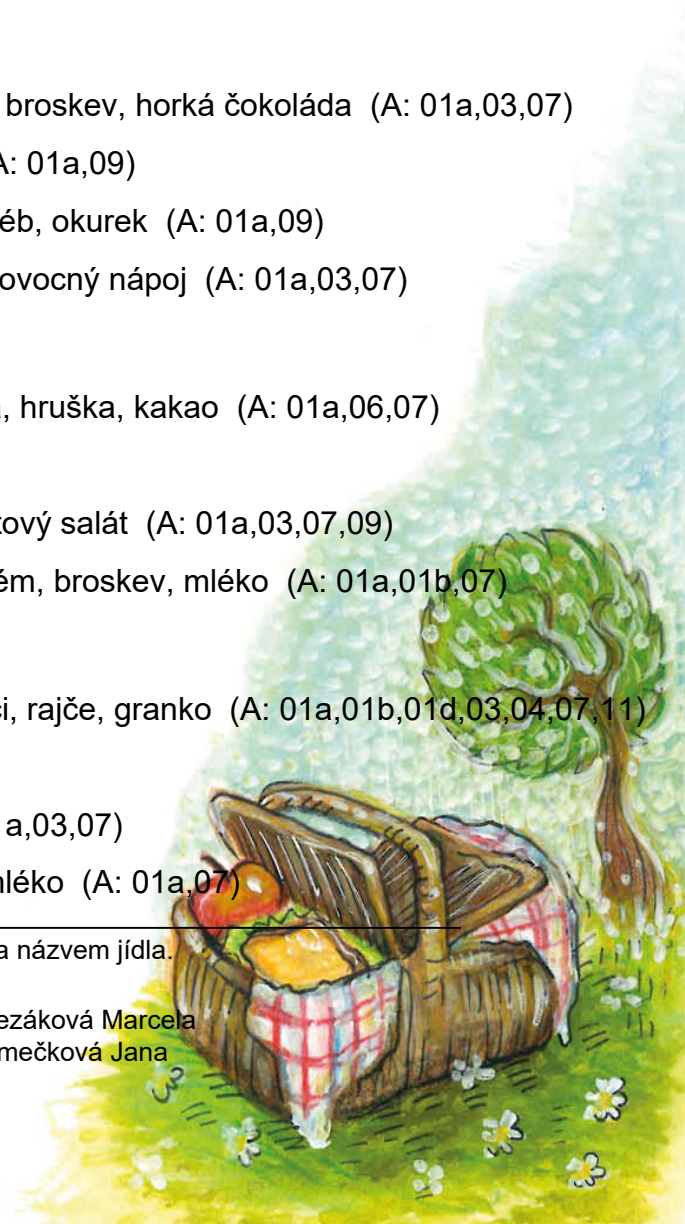 broskev, horká čokoláda (A: 01a,03,07)
A: 01a,09)
éb, okurek (A: 01a,09)
ovocný nápoj (A: 01a,03,07)
, hruška, kakao (A: 01a,06,07)
tový salát (A: 01a,03,07,09)
ém, broskev, mléko (A: 01a,01b,07)
i, rajče, granko (A: 01a,01b,01d,03,04,07,11)
a,03,07)
mléko (A: 01a,07)
a názvem jídla.
ezáková Marcela
mečková Jana